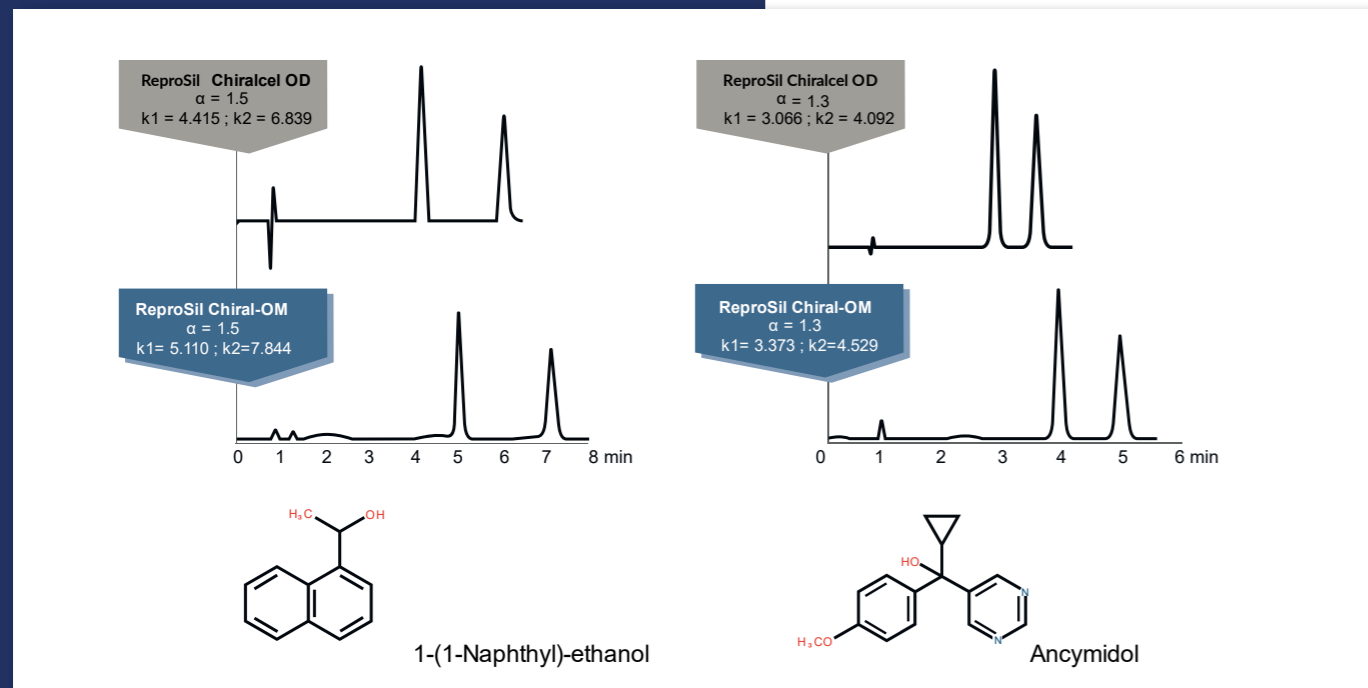 ReproSil Chiralcel OD
α = 1.5
k1 = 4.415 ; k2 = 6.839
ReproSil Chiralcel OD
α = 1.3
k1 = 3.066 ; k2 = 4.092
ReproSil Chiral-OM
α = 1.5
k1= 5.110 ; k2=7.844
ReproSil Chiral-OM
α = 1.3
k1= 3.373 ; k2=4.529
0 1 2 3 4 5 6 7 8 min
0 1 2 3 4 5 6 min
H₃C OH
HO
N
N
H₃CO
1-(1-Naphthyl)-ethanol
Ancymidol